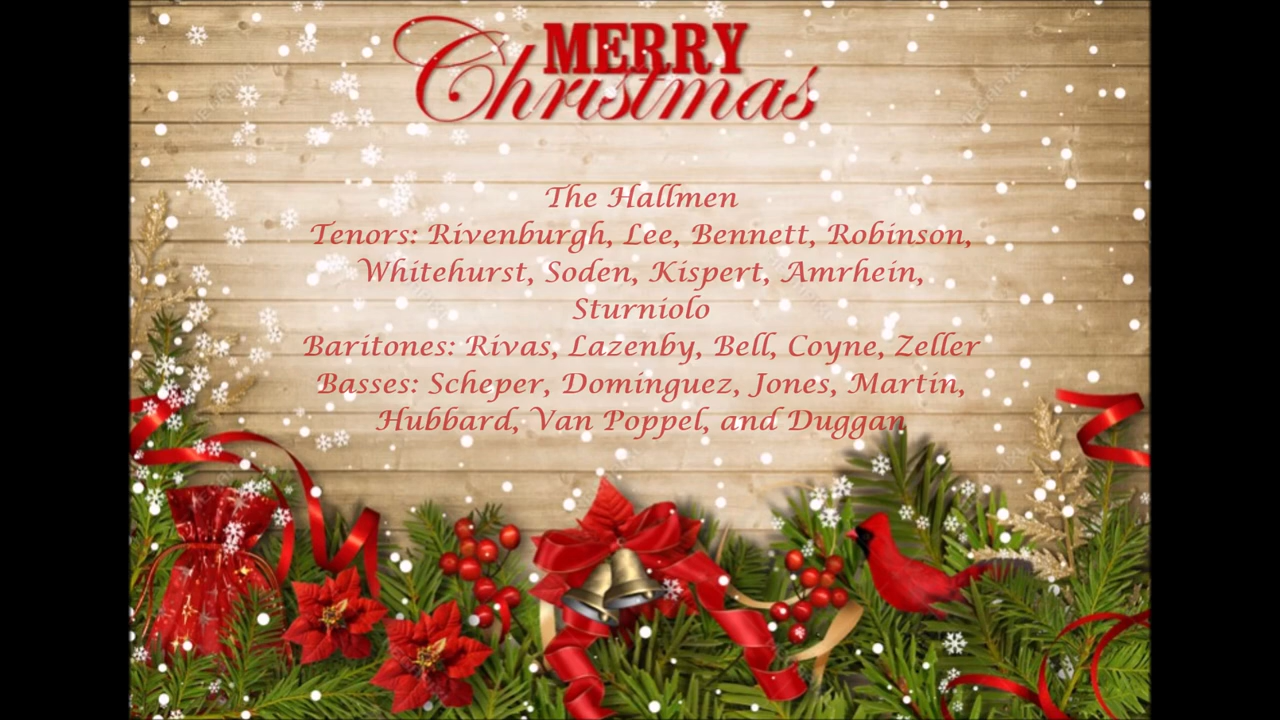 MERRY
Christmas
The Hallmen
Tenors: Rivenburgh, Lee, Bennett, Robinson,
Whitehurst, Soden, Kispert, Amrhein,
Sturniolo
Baritones: Rivas, Lazenby, Bell, Coyne, Zeller
Basses: Scheper, Dominguez, Jones, Martin,
Hubbard, Van Poppel, and Duggan